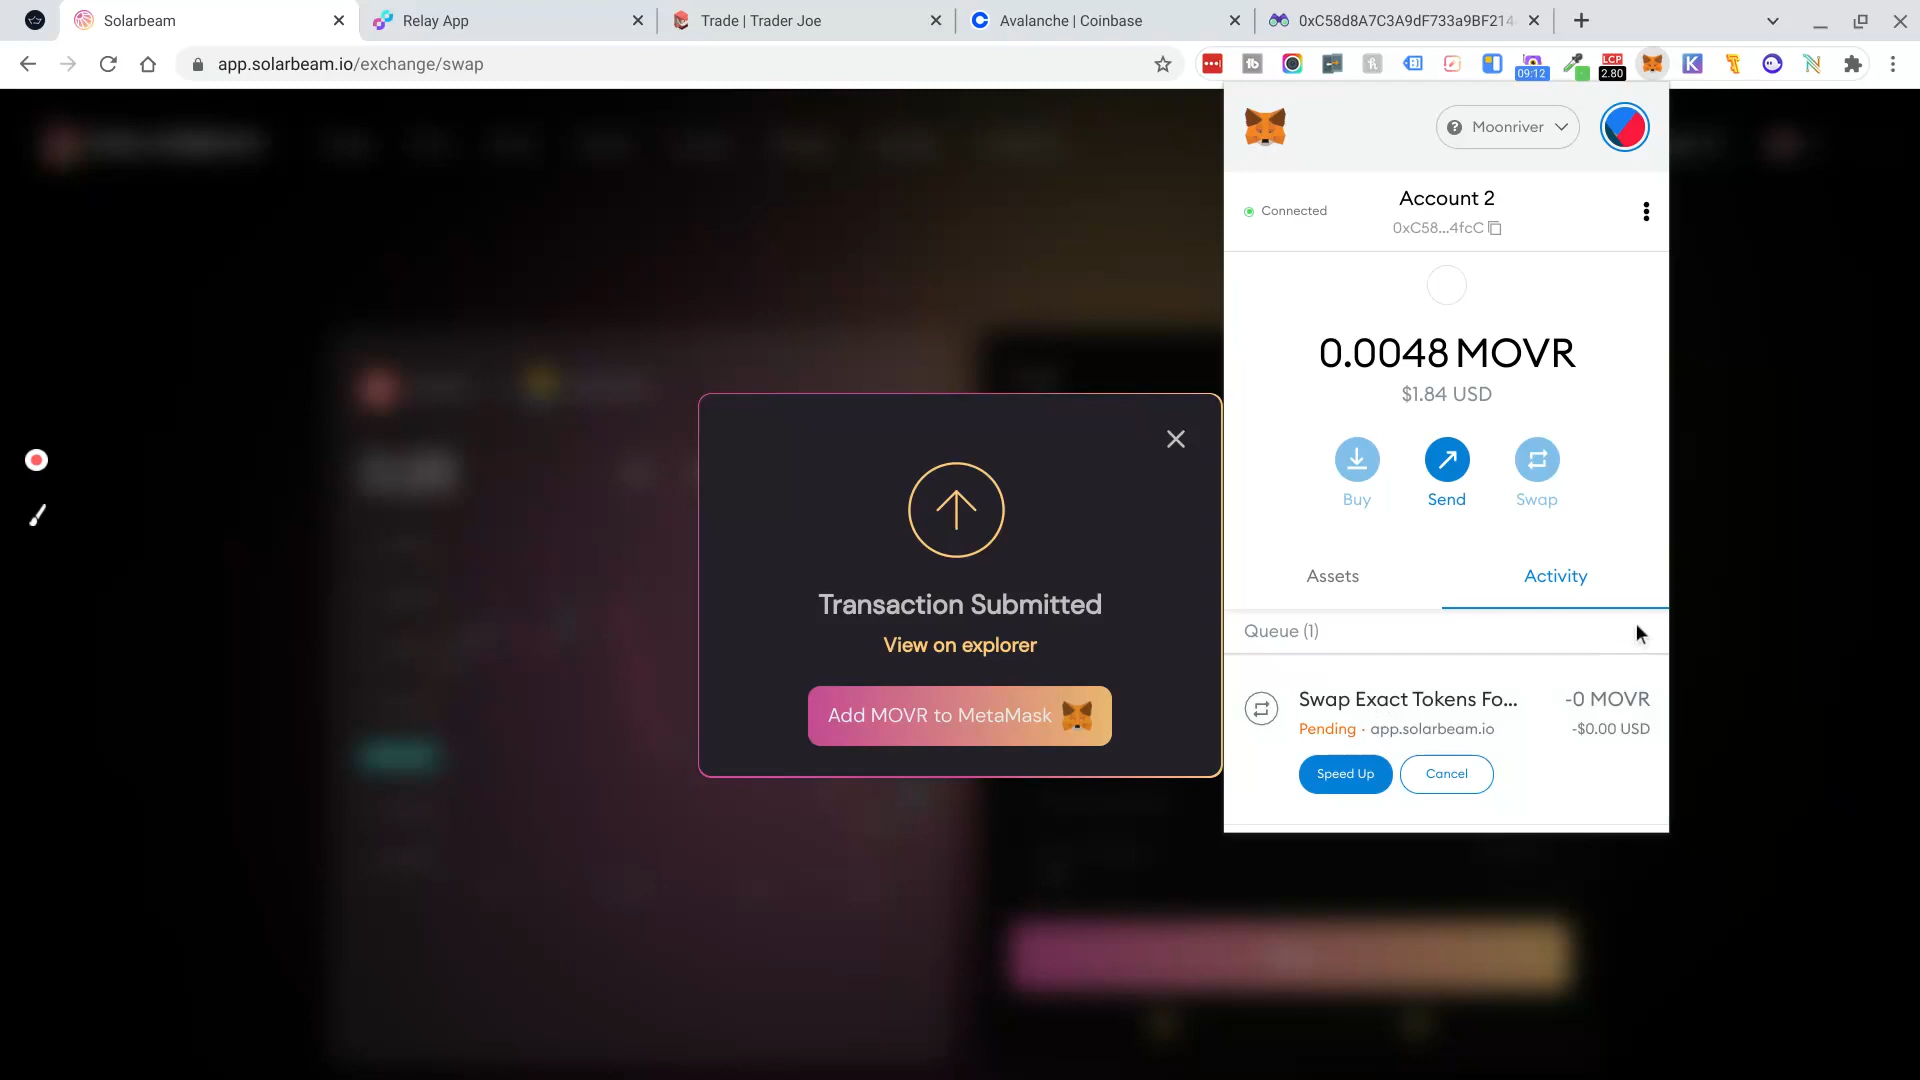 Solarbeam
Relay App
Trade | Trader Joe
Avalanche | Coinbase
0xC58d8A7C3A9dF733a9BF214
app.solarbeam.io/exchange/swap
09:12
LCP
2.80
Moonriver
Connected
Account 2
0xC58...4fcC
0.0048 MOVR
$1.84 USD
Buy
Send
Swap
Assets
Activity
Queue (1)
Swap Exact Tokens Fo...
-0 MOVR
Pending · app.solarbeam.io
-$0.00 USD
Speed Up
Cancel
Transaction Submitted
View on explorer
Add MOVR to MetaMask